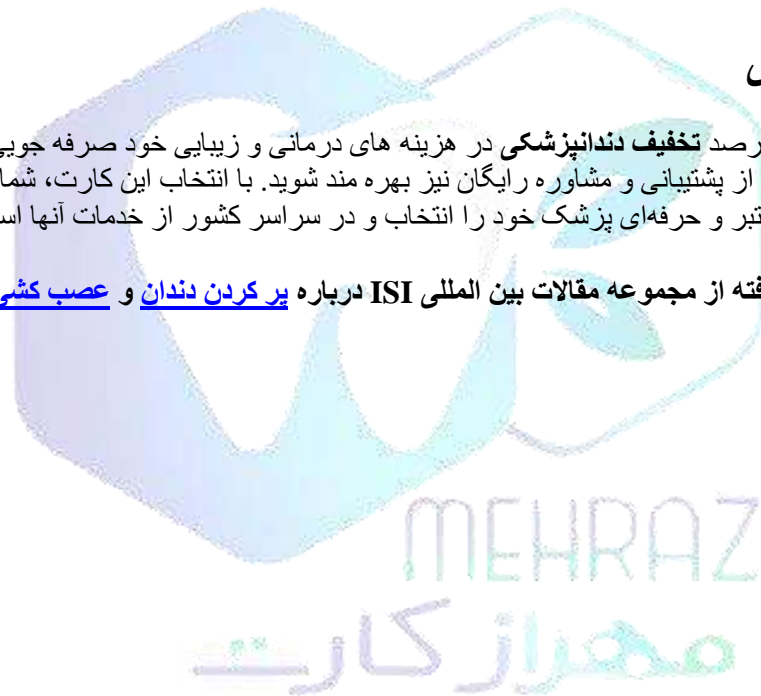 رصد تخفیف دندانپزشکی در هزینه های درمانی و زیبایی خود صرفه جویی
از پشتیبانی و مشاوره رایگان نیز بهره مند شوید. با انتخاب این کارت، شما
تبر و حرفه‌ای پزشک خود را انتخاب و در سراسر کشور از خدمات آنها اس
فته از مجموعه مقالات بین المللی ISI درباره پر کردن دندان و عصب کشی
MEHRAZ
مهراز کارت